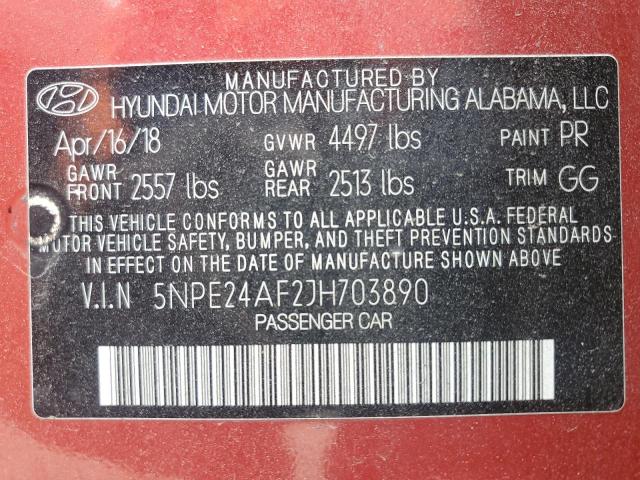 MANUFACTURED BY
HYUNDAI MOTOR MANUFACTURING ALABAMA, LLC
Apr/16/18 GVWR 4497 lbs PAINT PR
GAWR FRONT 2557 lbs GAWR REAR 2513 lbs TRIM GG
THIS VEHICLE CONFORMS TO ALL APPLICABLE U.S.A. FEDERAL
MOTOR VEHICLE SAFETY, BUMPER, AND THEFT PREVENTION STANDARDS
IN EFFECT ON THE DATE OF MANUFACTURE SHOWN ABOVE
V.I.N 5NPE24AF2JH703890
PASSENGER CAR